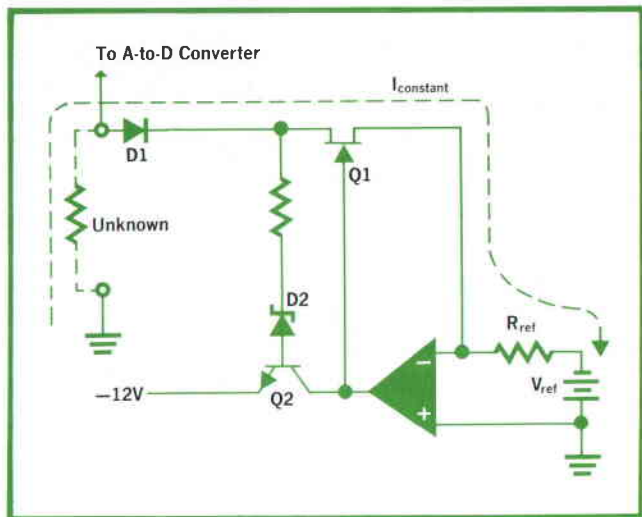 To A-to-D Converter
Iconstant
D1
Q1
Unknown
D2
Rref
−
Vref
—12V
Q2
+